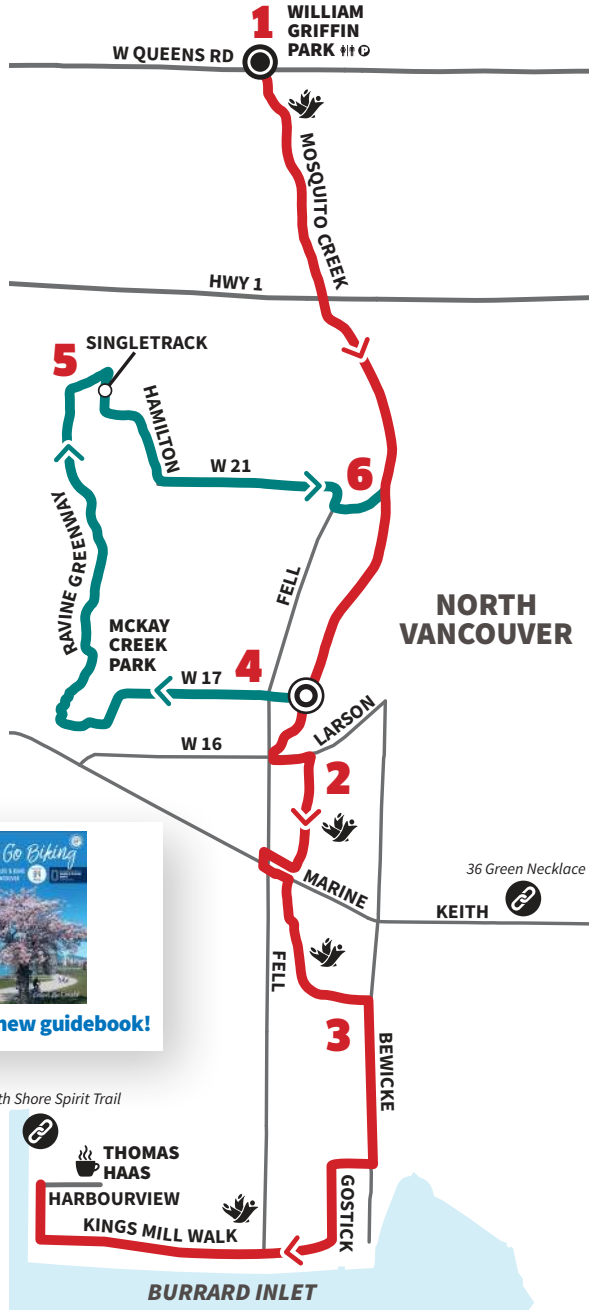 1
WILLIAM
GRIFFIN
PARK
W QUEENS RD
MOSQUITO CREEK
HWY 1
5
SINGLETRACK
HAMILTON
W 21
6
RAVINE GREENWAY
FELL
NORTH
VANCOUVER
MCKAY
CREEK
PARK
W 17
4
W 16
LARSON
2
Go Biking
MARINE
36 Green Necklace
KEITH
FELL
new guidebook!
3
BEWICKE
th Shore Spirit Trail
THOMAS
HAAS
HARBOURVIEW
GOSTICK
KINGS MILL WALK
BURRARD INLET